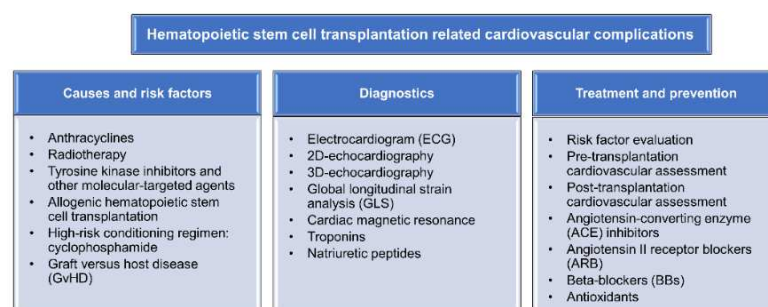 Hematopoietic stem cell transplantation related cardiovascular complications
Causes and risk factors
• Anthracyclines
• Radiotherapy
• Tyrosine kinase inhibitors and
other molecular-targeted agents
• Allogenic hematopoietic stem
cell transplantation
• High-risk conditioning regimen:
cyclophosphamide
• Graft versus host disease
(GvHD)
Diagnostics
• Electrocardiogram (ECG)
• 2D-echocardiography
• 3D-echocardiography
• Global longitudinal strain
analysis (GLS)
• Cardiac magnetic resonance
• Troponins
• Natriuretic peptides
Treatment and prevention
• Risk factor evaluation
• Pre-transplantation
cardiovascular assessment
• Post-transplantation
cardiovascular assessment
• Angiotensin-converting enzyme
(ACE) inhibitors
• Angiotensin II receptor blockers
(ARB)
• Beta-blockers (BBs)
• Antioxidants